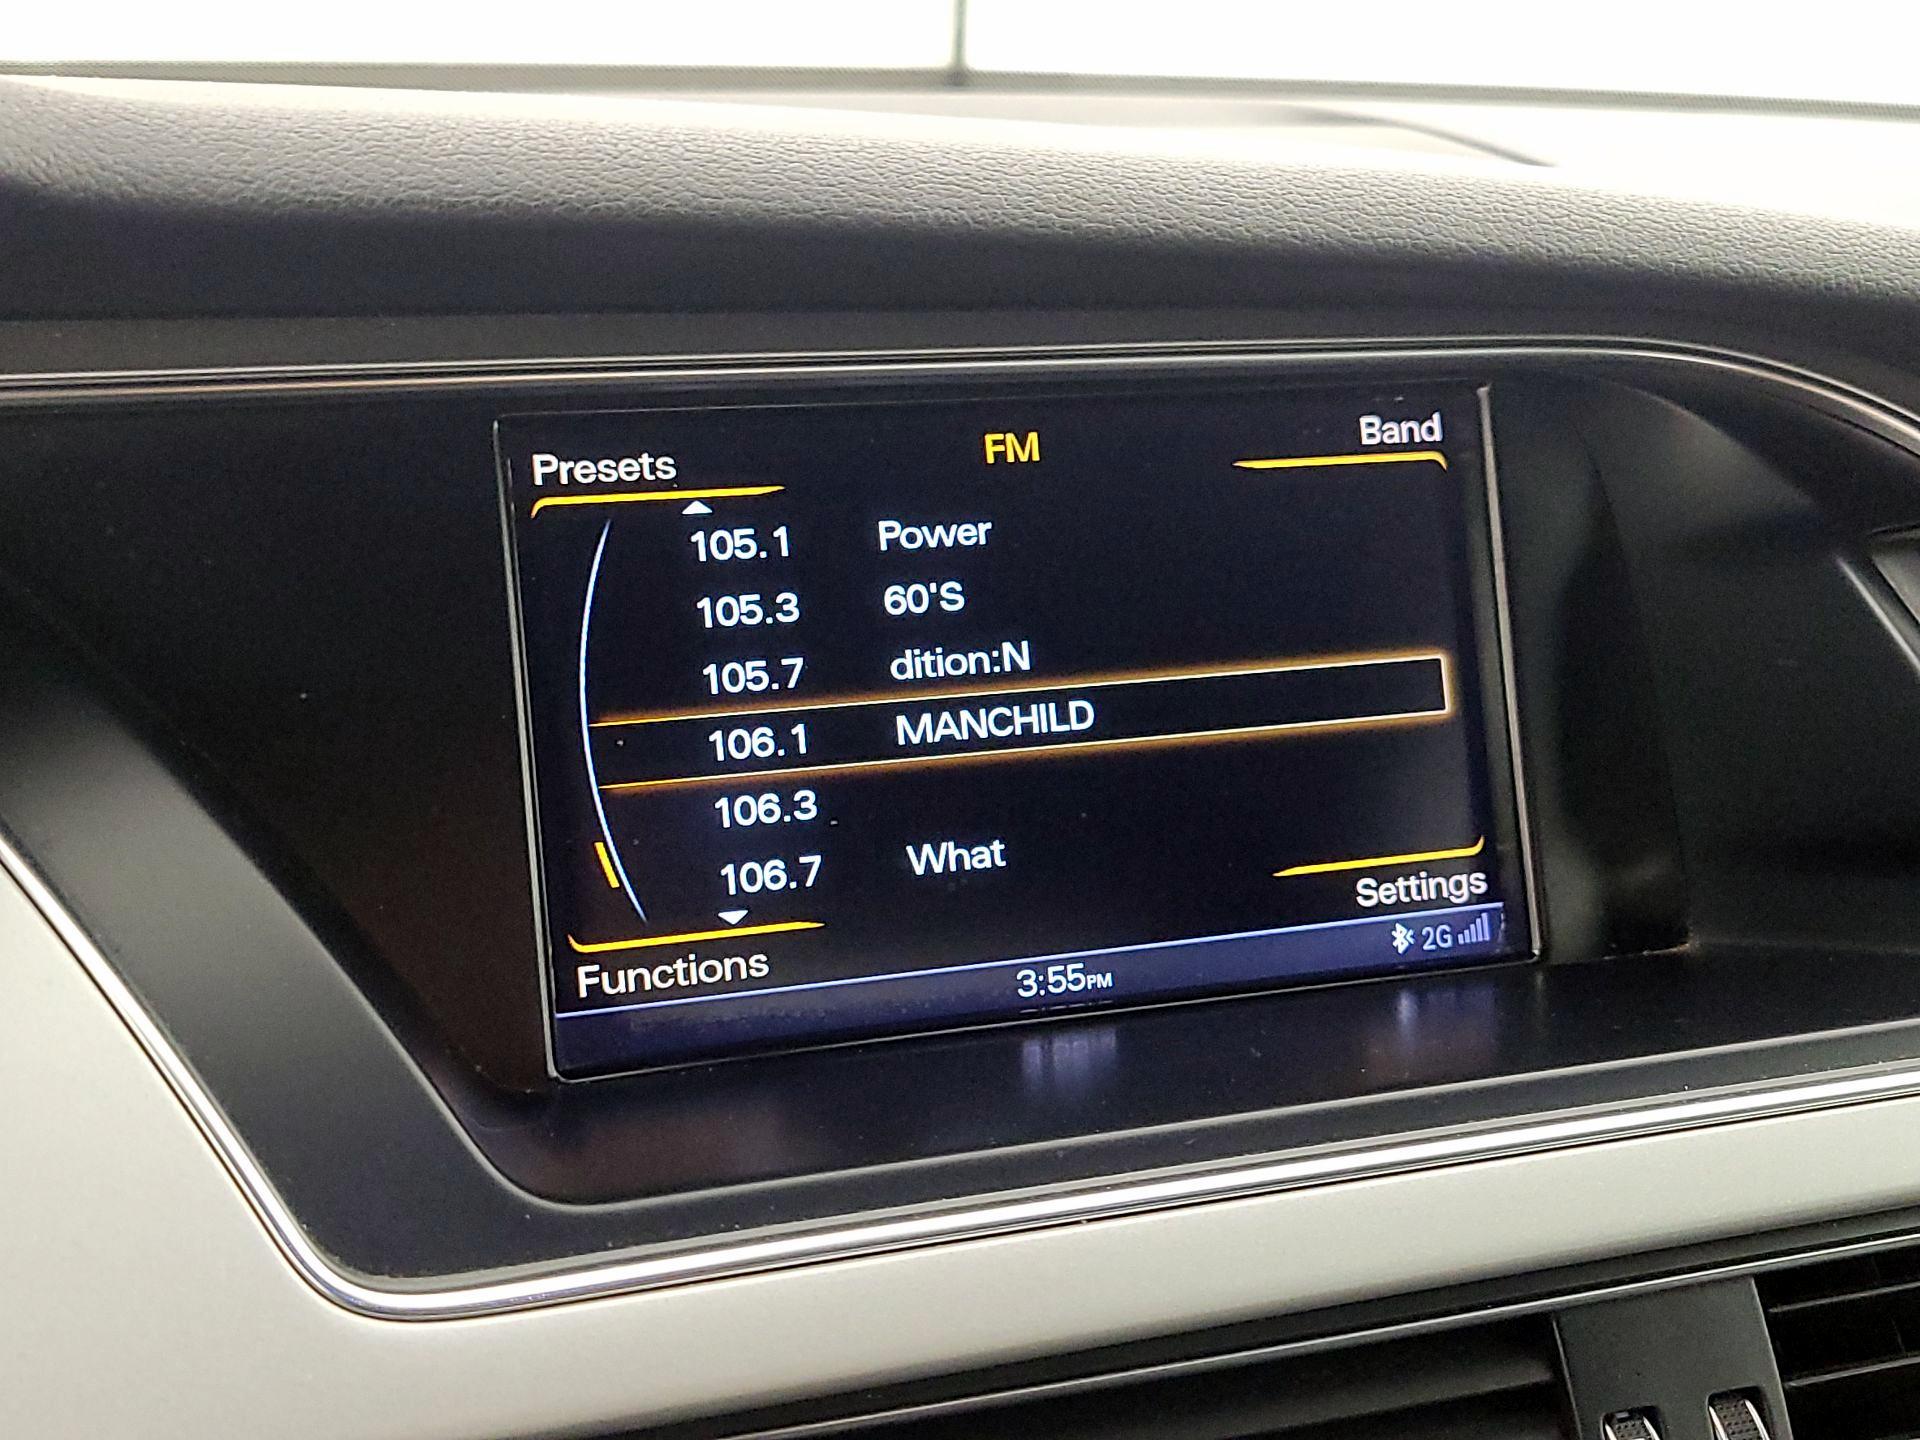 Presets FM Band
105.1 Power
105.3 60'S
105.7 dition:N
106.1 MANCHILD
106.3
106.7 What
Settings
Functions 3:55PM 2G